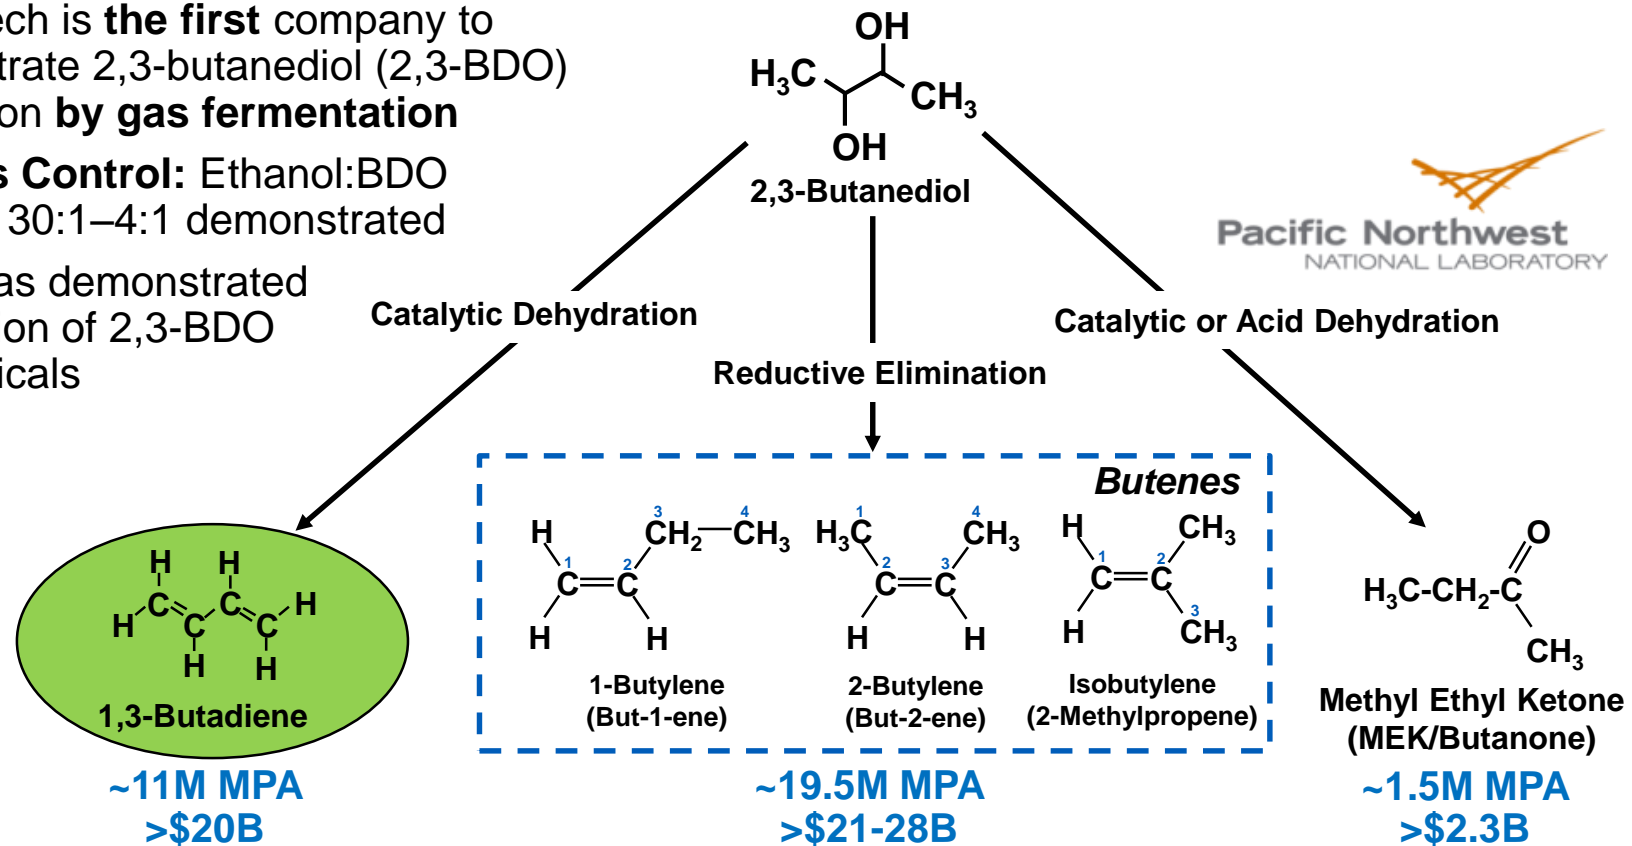 ech is the first company to
trate 2,3-butanediol (2,3-BDO)
on by gas fermentation
s Control: Ethanol:BDO
30:1–4:1 demonstrated
as demonstrated
ion of 2,3-BDO
icals
OH
H3C
CH3
OH
2,3-Butanediol
Pacific Northwest
NATIONAL LABORATORY
Catalytic Dehydration
Reductive Elimination
Catalytic or Acid Dehydration
Butenes
H H
H C C C C H
H H
1,3-Butadiene
~11M MPA
>$20B
3 4
H CH2—CH3
1 2
C=C
H H
1-Butylene
(But-1-ene)
1 4
H3C CH3
2 3
C=C
H H
2-Butylene
(But-2-ene)
H CH3
1 2
C=C
3
H CH3
Isobutylene
(2-Methylpropene)
~19.5M MPA
>$21-28B
O
H3C-CH2-C
CH3
Methyl Ethyl Ketone
(MEK/Butanone)
~1.5M MPA
>$2.3B